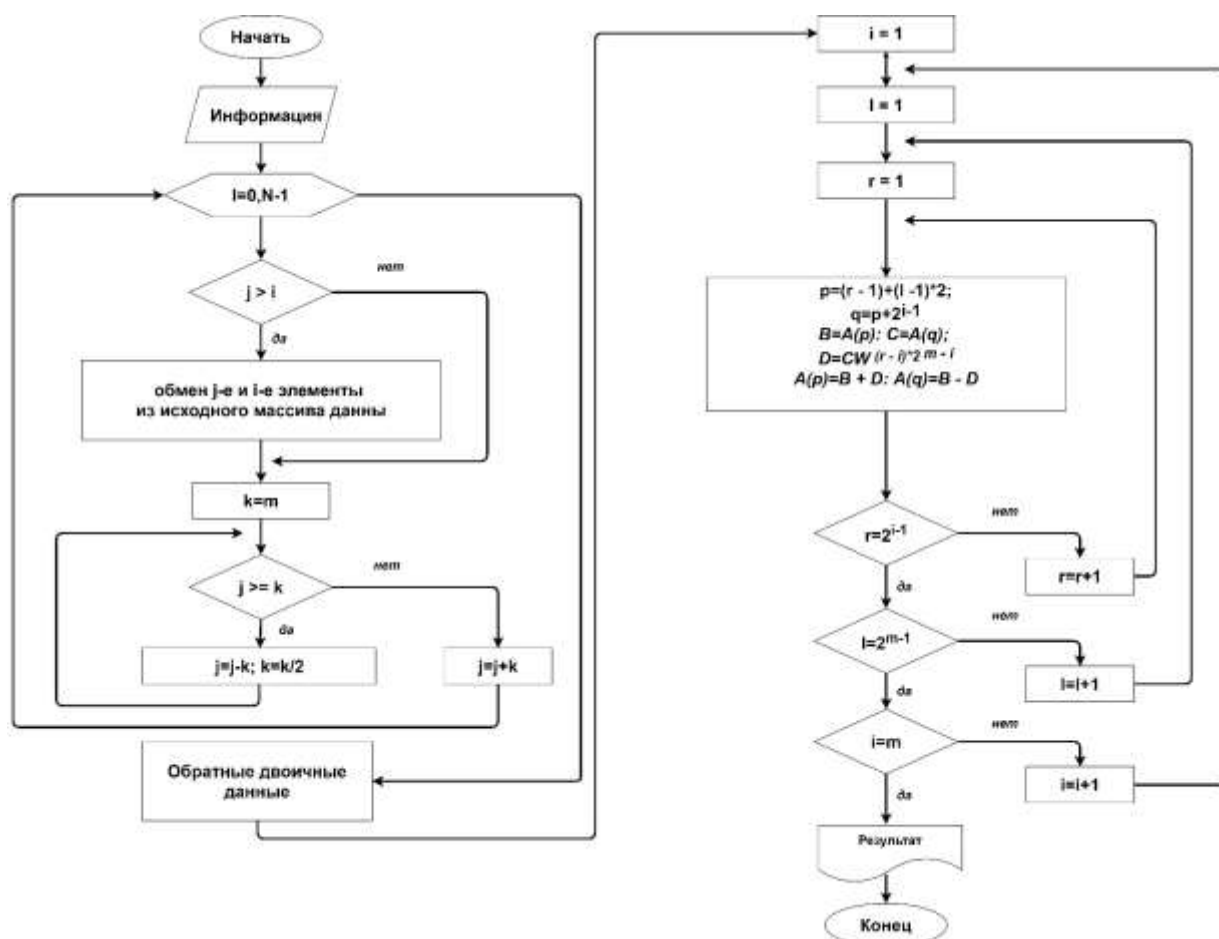 Начать
Информация
I=0,N-1
j > i
нет
да
обмен j-е и i-е элементы
из исходного массива данны
k=m
j >= k
нет
да
j=j-k; k=k/2
j=j+k
Обратные двоичные
данные
i = 1
l = 1
r = 1
p=(r - 1)+(l -1)*2;
q=p+2^i-1
B=A(p): C=A(q);
D=CW (r - i)*2 m - i
A(p)=B + D: A(q)=B - D
r=2^i-1
нет
r=r+1
да
l=2^m-1
нет
l=l+1
да
i=m
нет
i=i+1
да
Результат
Конец